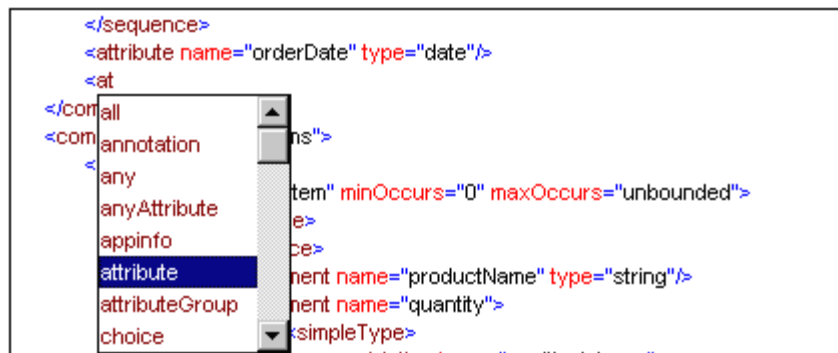 </sequence>
<attribute name="orderDate" type="date"/>
<at
</com
all
<com
ns">
annotation
<
any
tem" minOccurs="0" maxOccurs="unbounded">
anyAttribute
e>
appinfo
ce>
attribute
ment name="productName" type="string"/>
attributeGroup
ment name="quantity">
choice
<simpleType>